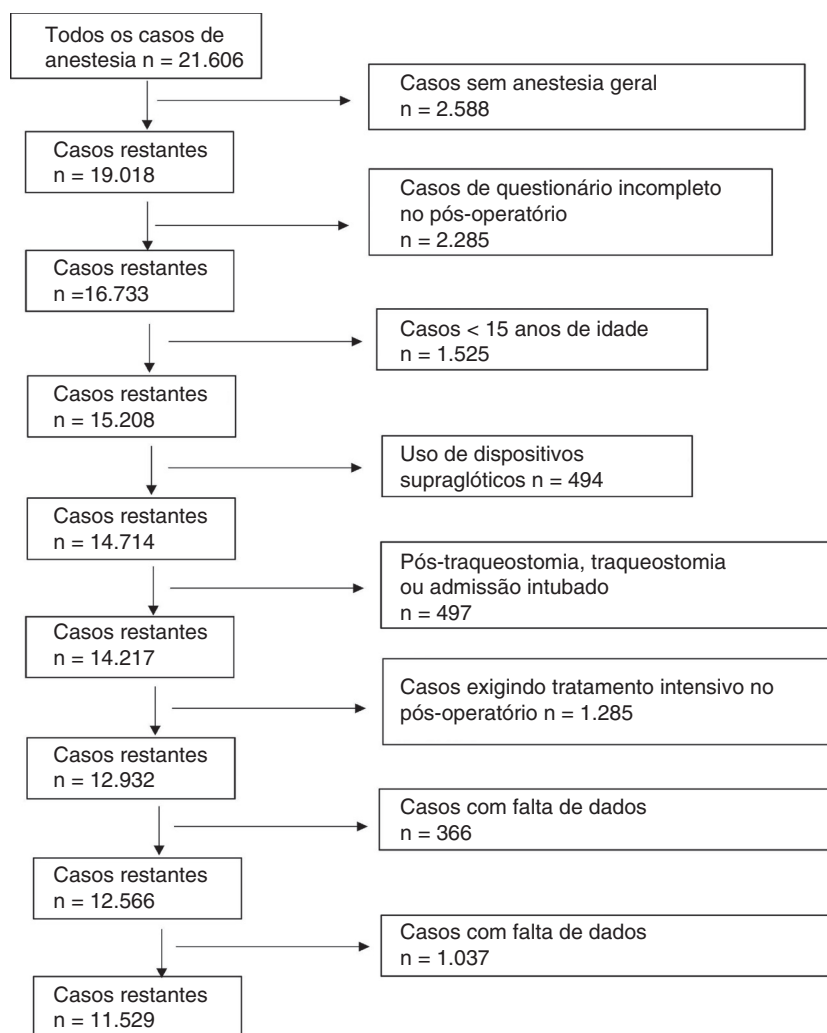 Todos os casos de
anestesia n = 21.606
Casos sem anestesia geral
n = 2.588
Casos restantes
n = 19.018
Casos de questionário incompleto
no pós-operatório
n = 2.285
Casos restantes
n =16.733
Casos < 15 anos de idade
n = 1.525
Casos restantes
n = 15.208
Uso de dispositivos
supraglóticos n = 494
Casos restantes
n = 14.714
Pós-traqueostomia, traqueostomia
ou admissão intubado
n = 497
Casos restantes
n = 14.217
Casos exigindo tratamento intensivo no
pós-operatório n = 1.285
Casos restantes
n = 12.932
Casos com falta de dados
n = 366
Casos restantes
n = 12.566
Casos com falta de dados
n = 1.037
Casos restantes
n = 11.529